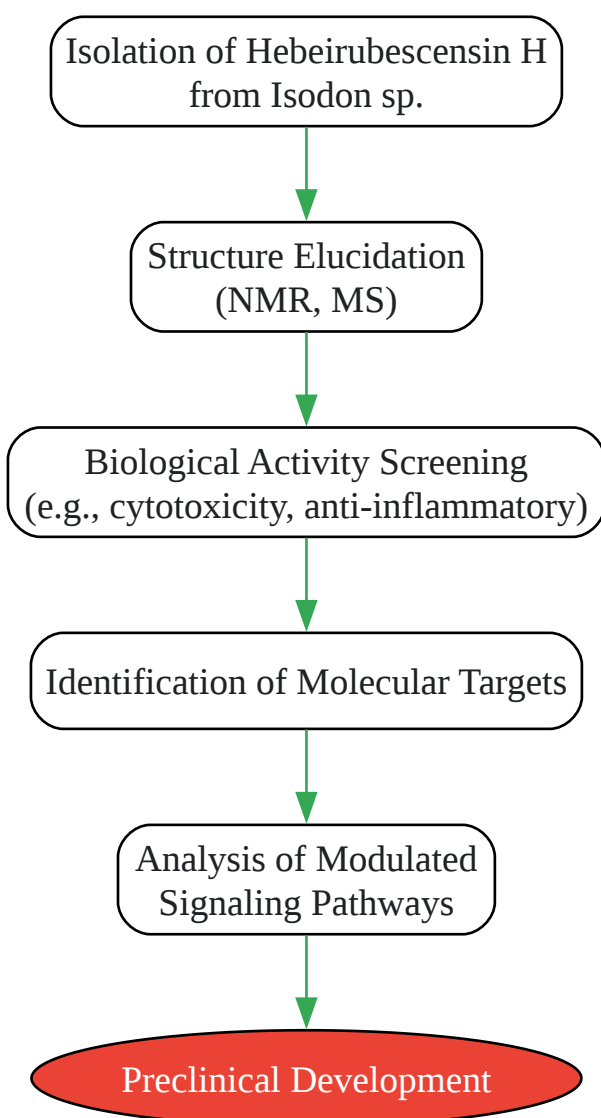 Isolation of Hebeirubescensin H
from Isodon sp.
Structure Elucidation
(NMR, MS)
Biological Activity Screening
(e.g., cytotoxicity, anti-inflammatory)
Identification of Molecular Targets
Analysis of Modulated
Signaling Pathways
Preclinical Development